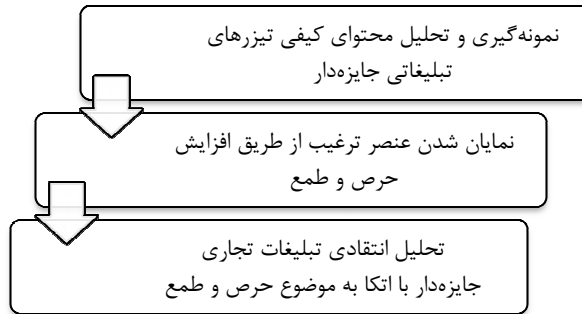 نمونه‌گیری و تحلیل محتوای کیفی تیزرهای
تبلیغاتی جایزه‌دار
نمایان شدن عنصر ترغیب از طریق افزایش
حرص و طمع
تحلیل انتقادی تبلیغات تجاری
جایزه‌دار با اتکا به موضوع حرص و طمع